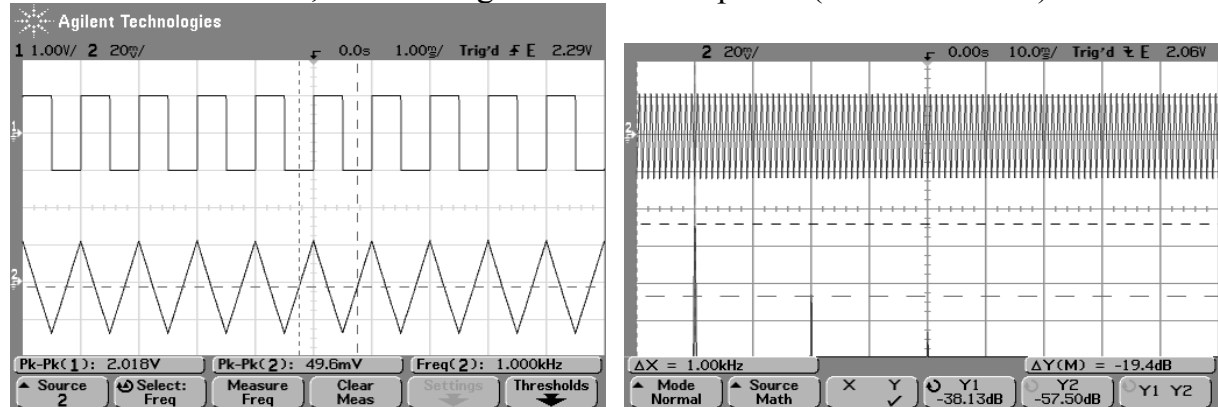 Agilent Technologies
1 1.00V/ 2 20mV/ 0.0s 1.00ms/ Trig'd E 2.29V
1
2
Pk-Pk(1): 2.018V Pk-Pk(2): 49.6mV Freq(2): 1.000kHz
Source
2
Select:
Freq
Measure
Freq
Clear
Meas
Settings
Thresholds
2 20mV/ 0.00s 10.0ms/ Trig'd E 2.06V
2
ΔX = 1.00kHz ΔY(M) = -19.4dB
Mode
Normal
Source
Math
X Y
✓
Y1
-38.13dB
Y2
-57.50dB
Y1 Y2